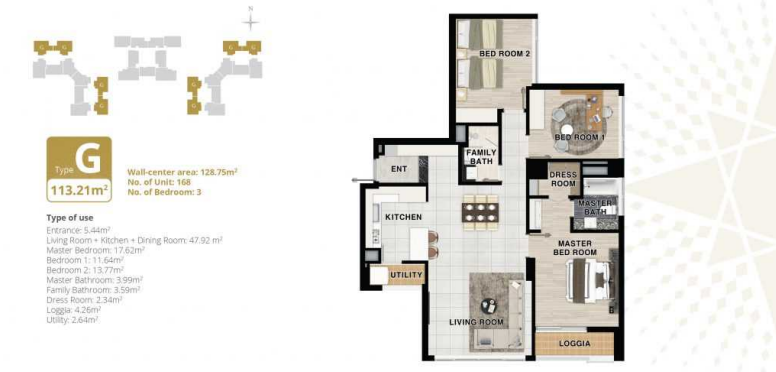 N
G G
G G
G
G
G
G
Type G
113.21m²
Wall-center area: 128.75m²
No. of Unit: 168
No. of Bedroom: 3
Type of use
Entrance: 5.44m²
Living Room + Kitchen + Dining Room: 47.92 m²
Master Bedroom: 17.62m²
Bedroom 1: 11.64m²
Bedroom 2: 13.77m²
Master Bathroom: 3.99m²
Family Bathroom: 3.59m²
Dress Room: 2.34m²
Loggia: 4.26m²
Utility: 2.64m²
BED ROOM 2
BED ROOM 1
FAMILY
BATH
ENT
DRESS
ROOM
MASTER
BATH
KITCHEN
MASTER
BED ROOM
UTILITY
LIVING ROOM
LOGGIA